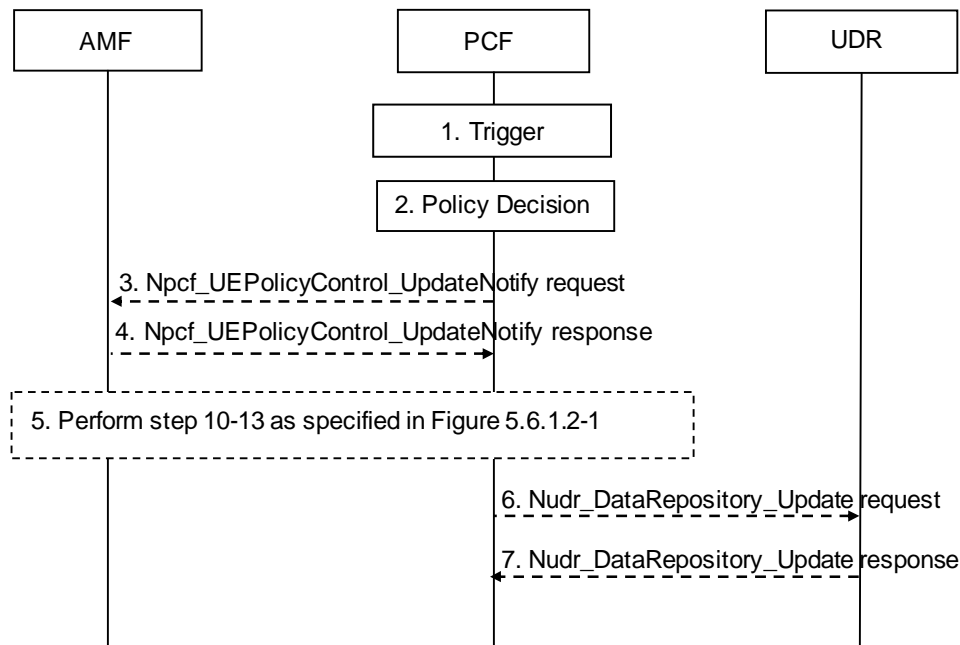 AMF
PCF
UDR
1. Trigger
2. Policy Decision
3. Npcf_UEPolicyControl_UpdateNotify request
4. Npcf_UEPolicyControl_UpdateNotify response
5. Perform step 10-13 as specified in Figure 5.6.1.2-1
6. Nudr_DataRepository_Update request
7. Nudr_DataRepository_Update response